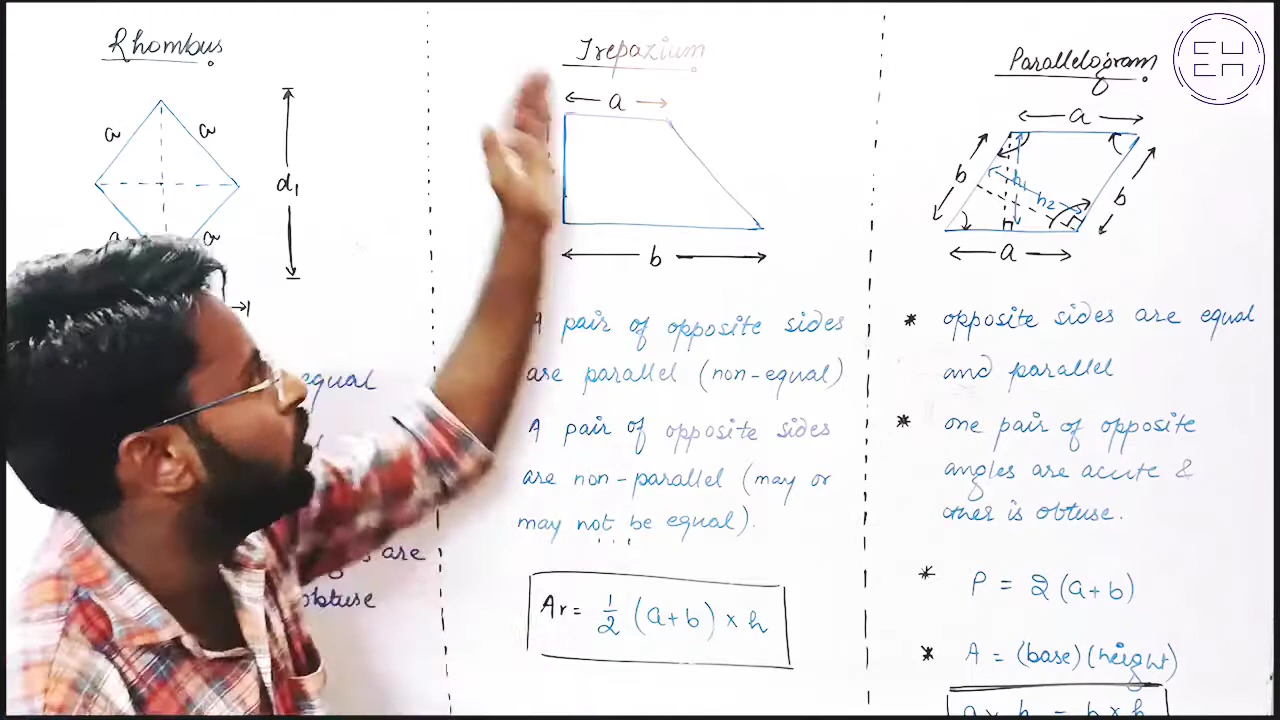 Rhombus
a
a
d1
a
a
equal
are
obtuse
Trepazium
a
b
A pair of opposite sides
are parallel (non-equal)
A pair of opposite sides
are non-parallel (may or
may not be equal).
Ar = 1/2 (a+b) × h
Parallelogram
a
b
h1
h2
b
a
* opposite sides are equal
and parallel
* one pair of opposite
angles are acute &
other is obtuse.
* P = 2 (a+b)
* A = (base) (height)